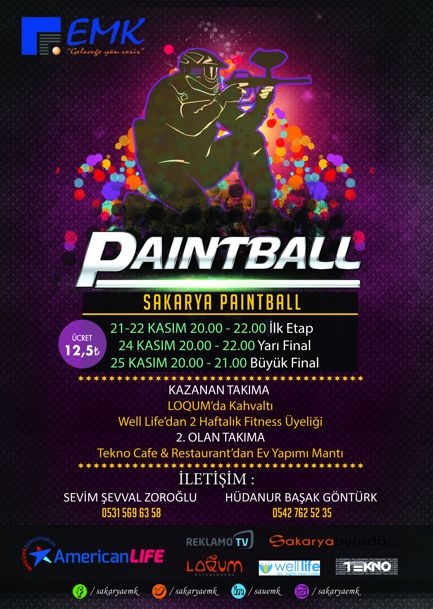 EMK
"Geleceğe yön verir"
PAINTBALL
SAKARYA PAINTBALL
ÜCRET
12,5₺
21-22 KASIM 20.00 - 22.00 İlk Etap
24 KASIM 20.00 - 22.00 Yarı Final
25 KASIM 20.00 - 21.00 Büyük Final
KAZANAN TAKIMA
LOQUM'da Kahvaltı
Well Life'dan 2 Haftalık Fitness Üyeliği
2. OLAN TAKIMA
Tekno Cafe & Restaurant'dan Ev Yapımı Mantı
İLETİŞİM :
SEVİM ŞEVVAL ZOROĞLU HÜDANUR BAŞAK GÖNTÜRK
0531 569 63 58 0542 762 52 35
REKLAMO TV Sakaryaburada
AmericanLIFE LOQUM well life TEKNO
/ sakaryaemk / sakaryaemk / sauemk / sakaryaemk